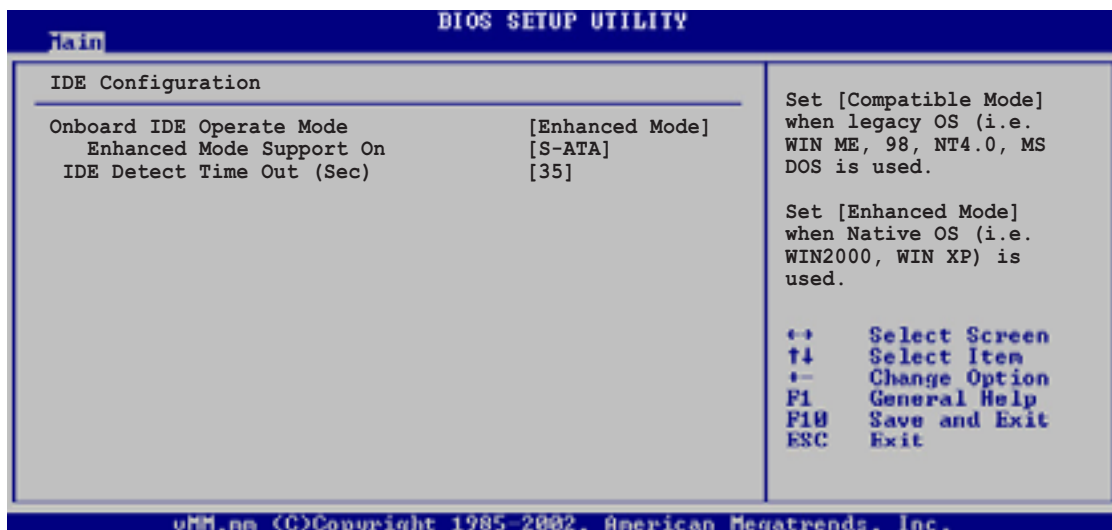 BIOS SETUP UTILITY
Main
IDE Configuration
Onboard IDE Operate Mode [Enhanced Mode]
Enhanced Mode Support On [S-ATA]
IDE Detect Time Out (Sec) [35]
Set [Compatible Mode]
when legacy OS (i.e.
WIN ME, 98, NT4.0, MS
DOS is used.
Set [Enhanced Mode]
when Native OS (i.e.
WIN2000, WIN XP) is
used.
←→ Select Screen
↑↓ Select Item
+- Change Option
F1 General Help
F10 Save and Exit
ESC Exit
(C)Copyright 1985-2002, American Megatrends, Inc.